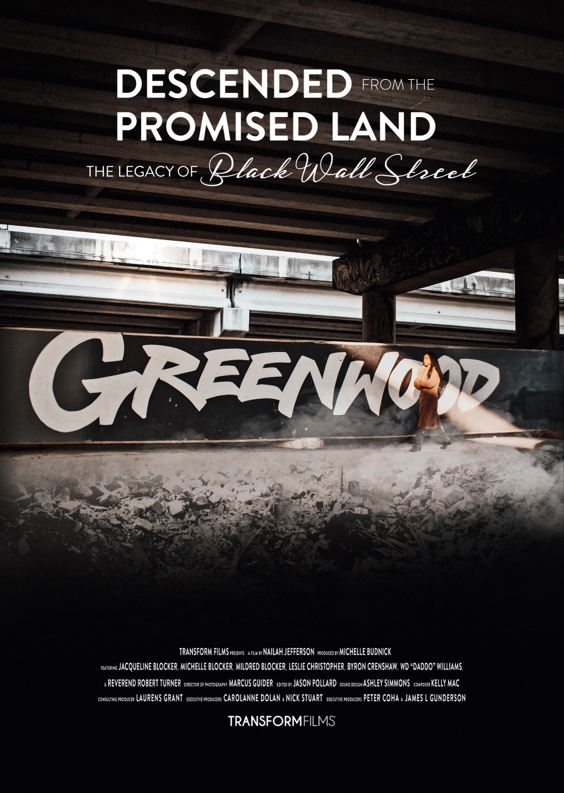 DESCENDED FROM THE
PROMISED LAND
THE LEGACY OF Black Wall Street
GREENWOOD
TRANSFORM FILMS PRESENTS A FILM BY NAILAH JEFFERSON PRODUCED BY MICHELLE BUDNICK
FEATURING JACQUELINE BLOCKER, MICHELLE BLOCKER, MILDRED BLOCKER, LESLIE CHRISTOPHER, BYRON CRENSHAW, WD "DADDO" WILLIAMS,
& REVEREND ROBERT TURNER DIRECTOR OF PHOTOGRAPHY MARCUS GUIDER EDITED BY JASON POLLARD SOUND DESIGN ASHLEY SIMMONS COMPOSER KELLY MAC
CONSULTING PRODUCER LAURENS GRANT EXECUTIVE PRODUCERS CAROLANNE DOLAN & NICK STUART EXECUTIVE PRODUCERS PETER COHA & JAMES L GUNDERSON
TRANSFORMFILMS